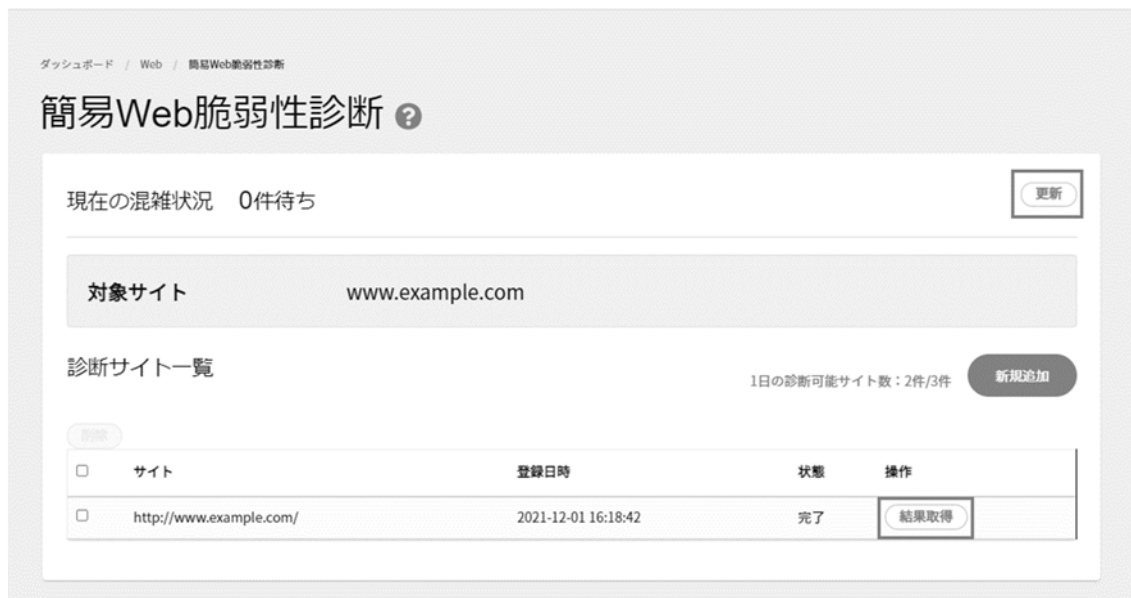 ダッシュボード / Web / 簡易Web脆弱性診断
簡易Web脆弱性診断 ?
現在の混雑状況 0件待ち
更新
対象サイト www.example.com
診断サイト一覧
1日の診断可能サイト数：2件/3件
新規追加
削除
サイト 登録日時 状態 操作
http://www.example.com/ 2021-12-01 16:18:42 完了 結果取得